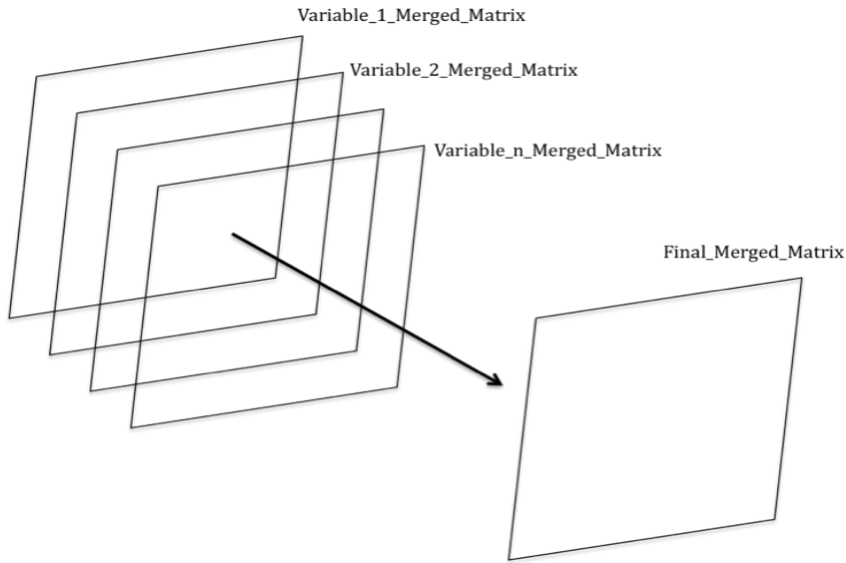 Variable_1_Merged_Matrix
Variable_2_Merged_Matrix
Variable_n_Merged_Matrix
Final_Merged_Matrix